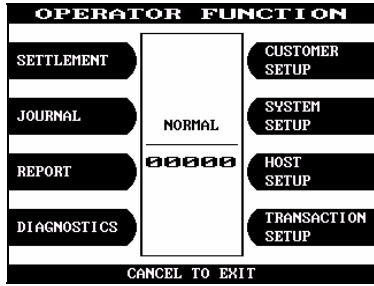 OPERATOR FUNCTION
SETTLEMENT
CUSTOMER
SETUP
JOURNAL
NORMAL
SYSTEM
SETUP
REPORT
00000
HOST
SETUP
DIAGNOSTICS
TRANSACTION
SETUP
CANCEL TO EXIT